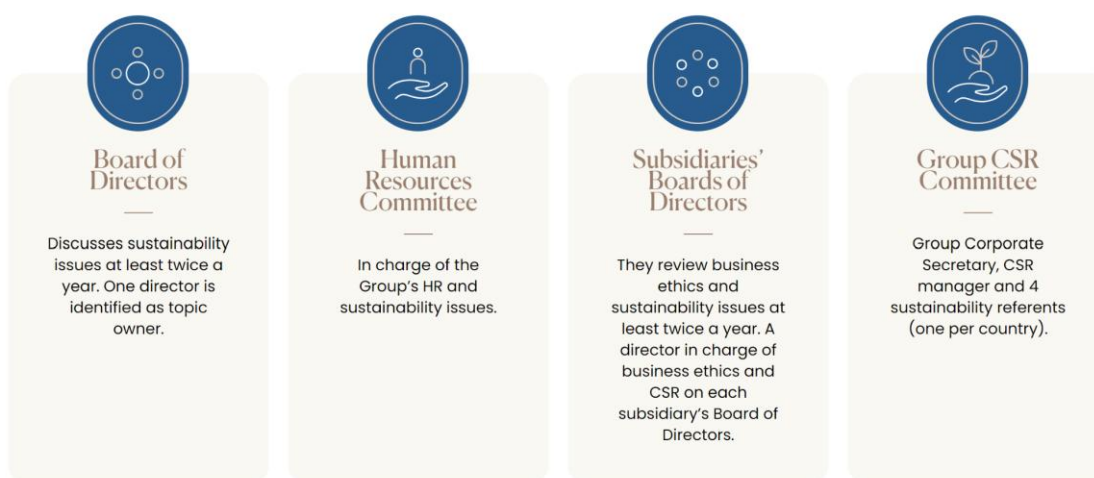 Board of
Directors
Discusses sustainability
issues at least twice a
year. One director is
identified as topic
owner.
Human
Resources
Committee
In charge of the
Group's HR and
sustainability issues.
Subsidiaries'
Boards of
Directors
They review business
ethics and
sustainability issues at
least twice a year. A
director in charge of
business ethics and
CSR on each
subsidiary's Board of
Directors.
Group CSR
Committee
Group Corporate
Secretary, CSR
manager and 4
sustainability referents
(one per country).